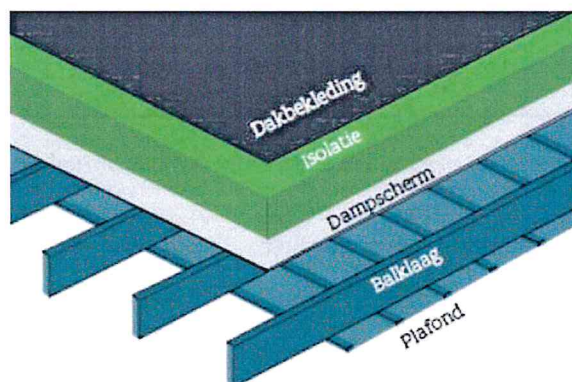 Dakbekleding
Isolatie
Dampscherm
Balklaag
Plafond